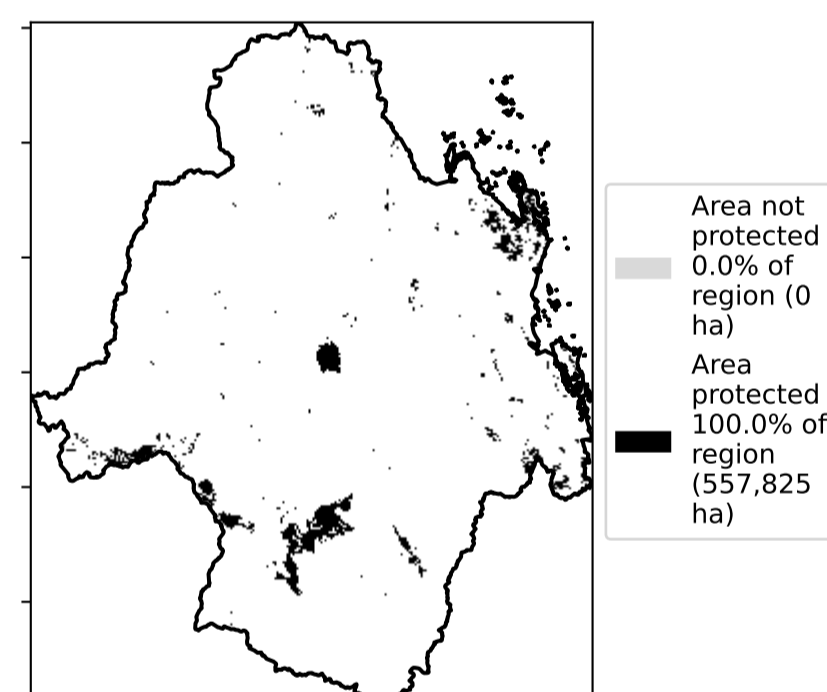 Area not
protected
0.0% of
region (0
ha)
Area
protected
100.0% of
region
(557,825
ha)